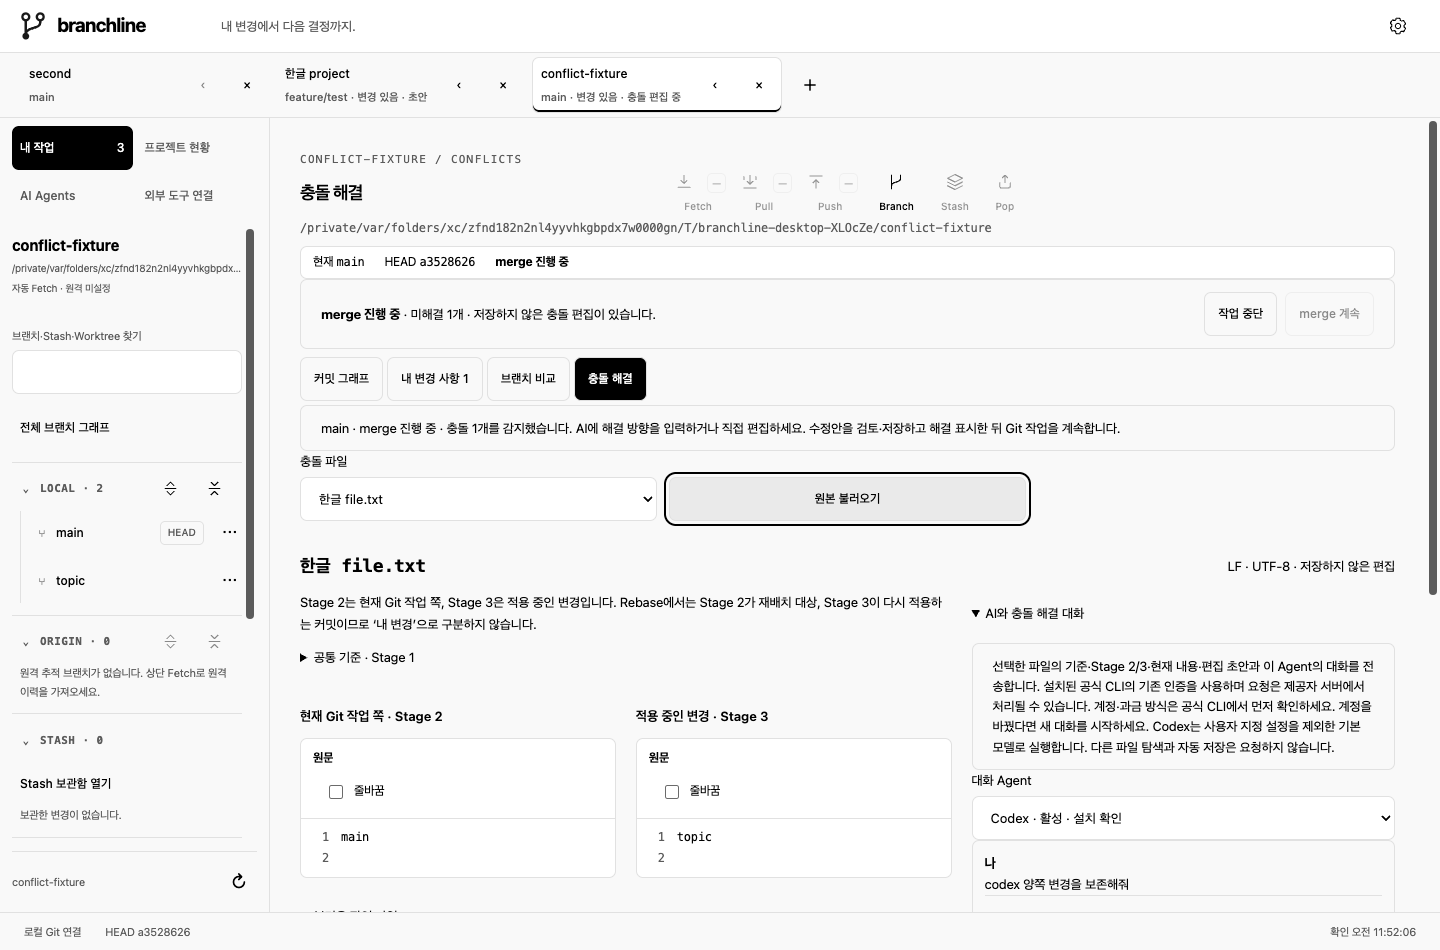 branchline
내 변경에서 다음 결정까지.
second
main
한글 project
feature/test · 변경 있음 · 초안
conflict-fixture
main · 변경 있음 · 충돌 편집 중
내 작업 3
프로젝트 현황
AI Agents
외부 도구 연결
conflict-fixture
/private/var/folders/xc/zfnd182n2nl4yyvhkgbpdx...
자동 Fetch · 원격 미설정
브랜치·Stash·Worktree 찾기
전체 브랜치 그래프
LOCAL · 2
main HEAD
topic
ORIGIN · 0
원격 추적 브랜치가 없습니다. 상단 Fetch로 원격
이력을 가져오세요.
STASH · 0
Stash 보관함 열기
보관한 변경이 없습니다.
conflict-fixture
CONFLICT-FIXTURE / CONFLICTS
충돌 해결
Fetch
Pull
Push
Branch
Stash
Pop
/private/var/folders/xc/zfnd182n2nl4yyvhkgbpdx7w0000gn/T/branchline-desktop-XLOcZe/conflict-fixture
현재 main HEAD a3528626 merge 진행 중
merge 진행 중 · 미해결 1개 · 저장하지 않은 충돌 편집이 있습니다.
작업 중단
merge 계속
커밋 그래프
내 변경 사항 1
브랜치 비교
충돌 해결
main · merge 진행 중 · 충돌 1개를 감지했습니다. AI에 해결 방향을 입력하거나 직접 편집하세요. 수정안을 검토·저장하고 해결 표시한 뒤 Git 작업을 계속합니다.
충돌 파일
한글 file.txt
원본 불러오기
한글 file.txt
LF · UTF-8 · 저장하지 않은 편집
Stage 2는 현재 Git 작업 쪽, Stage 3은 적용 중인 변경입니다. Rebase에서는 Stage 2가 재배치 대상, Stage 3이 다시 적용하
는 커밋이므로 ‘내 변경’으로 구분하지 않습니다.
▶ 공통 기준 · Stage 1
현재 Git 작업 쪽 · Stage 2
원문
줄바꿈
1 main
2
적용 중인 변경 · Stage 3
원문
줄바꿈
1 topic
2
▼ AI와 충돌 해결 대화
선택한 파일의 기준·Stage 2/3·현재 내용·편집 초안과 이 Agent의 대화를 전
송합니다. 설치된 공식 CLI의 기존 인증을 사용하며 요청은 제공자 서버에서
처리될 수 있습니다. 계정·과금 방식은 공식 CLI에서 먼저 확인하세요. 계정을
바꿨다면 새 대화를 시작하세요. Codex는 사용자 지정 설정을 제외한 기본
모델로 실행합니다. 다른 파일 탐색과 자동 저장은 요청하지 않습니다.
대화 Agent
Codex · 활성 · 설치 확인
나
codex 양쪽 변경을 보존해줘
로컬 Git 연결
HEAD a3528626
확인 오전 11:52:06